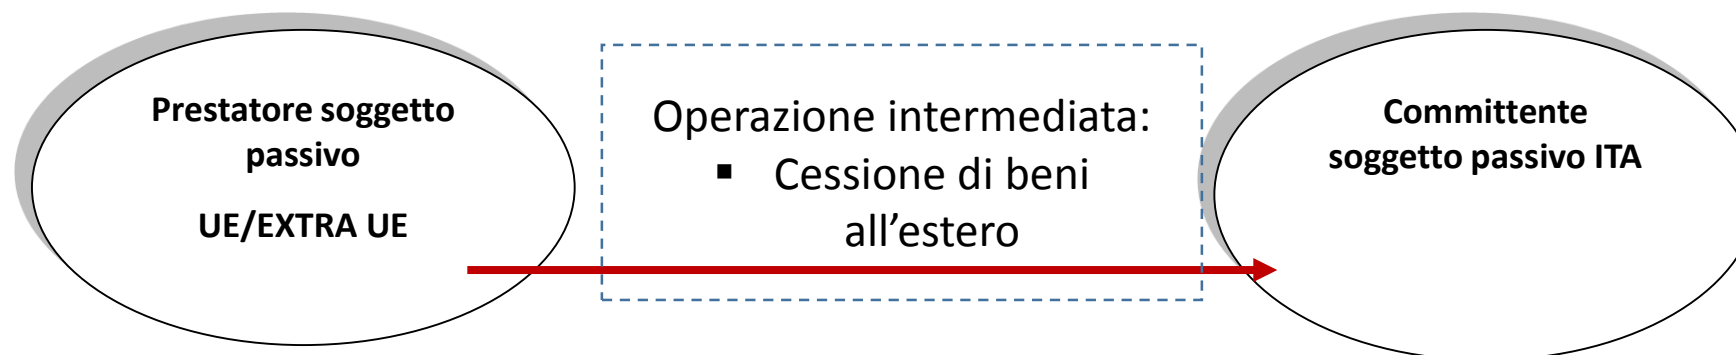 Prestatore soggetto
passivo
UE/EXTRA UE
Operazione intermediata:
▪ Cessione di beni
all’estero
Committente
soggetto passivo ITA